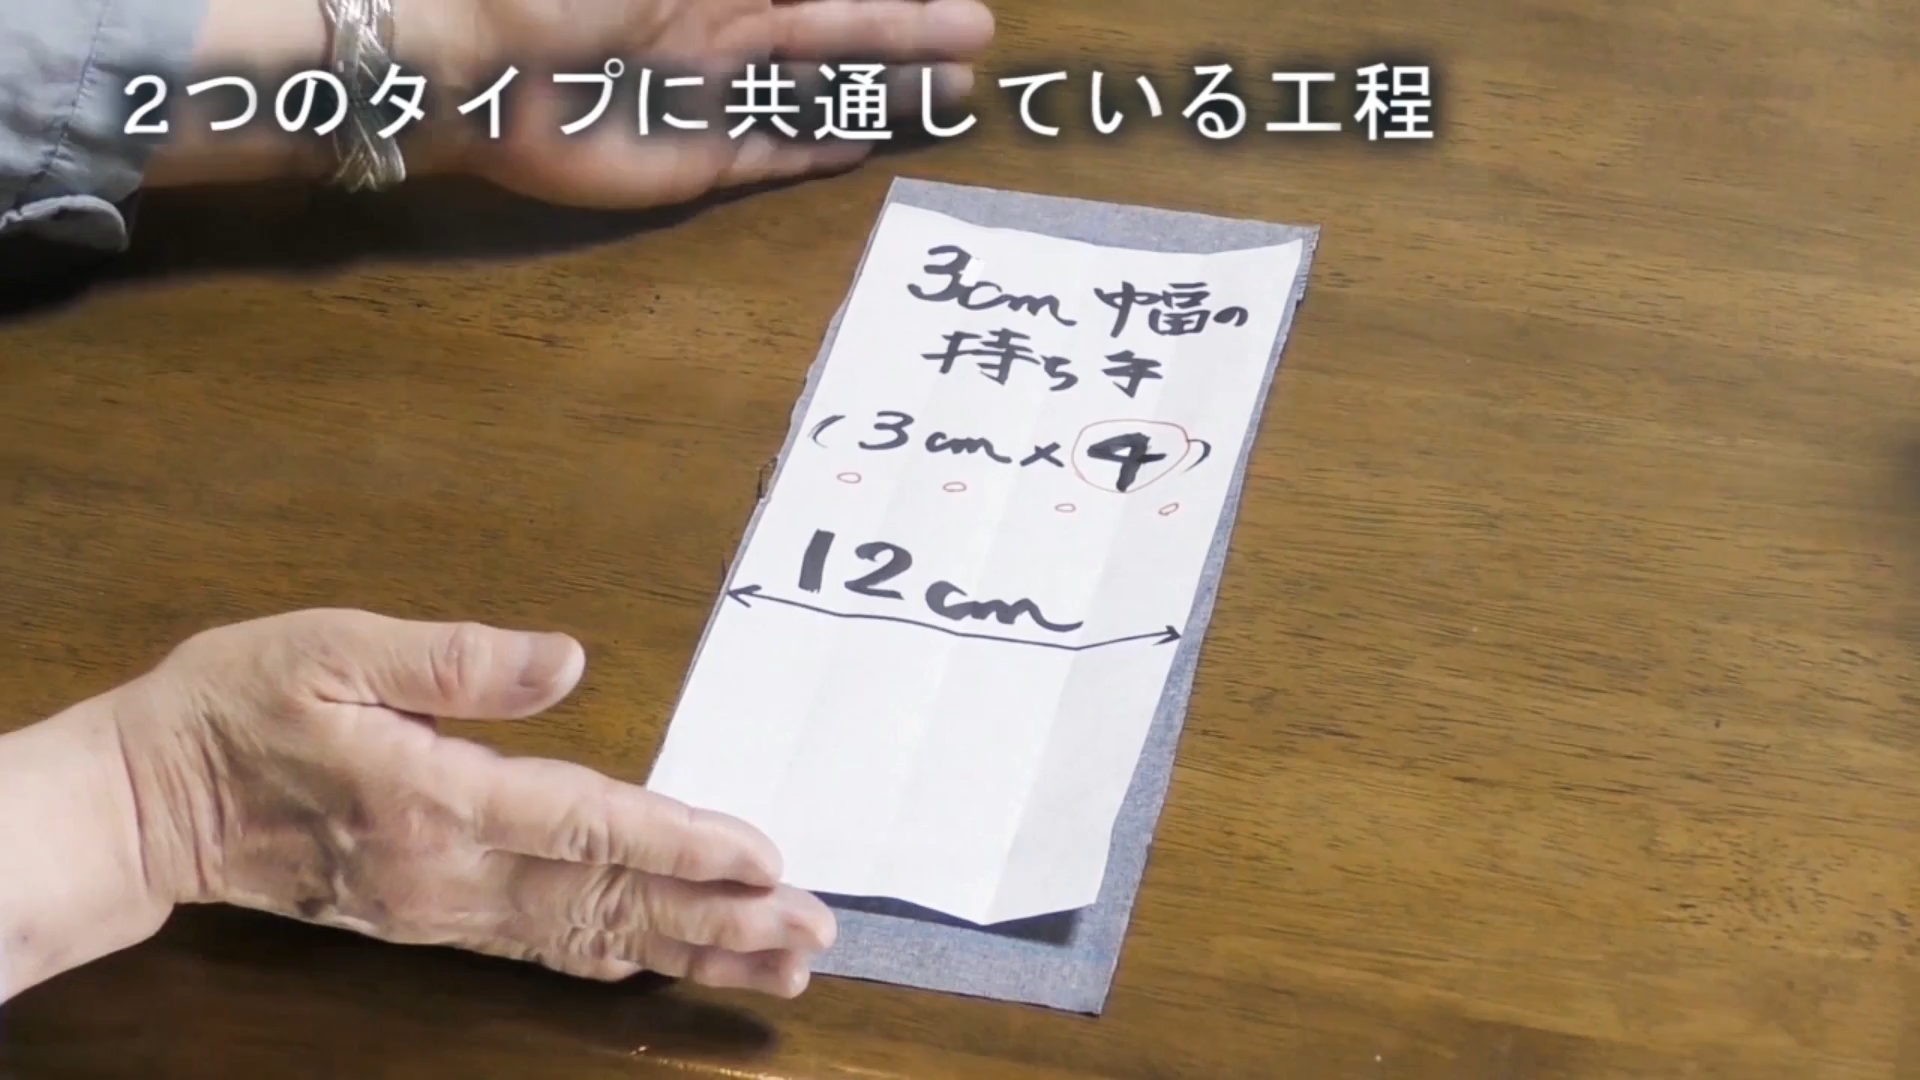 2つのタイプに共通している工程
3cm幅の
持ち手
(3cm×4)
12cm